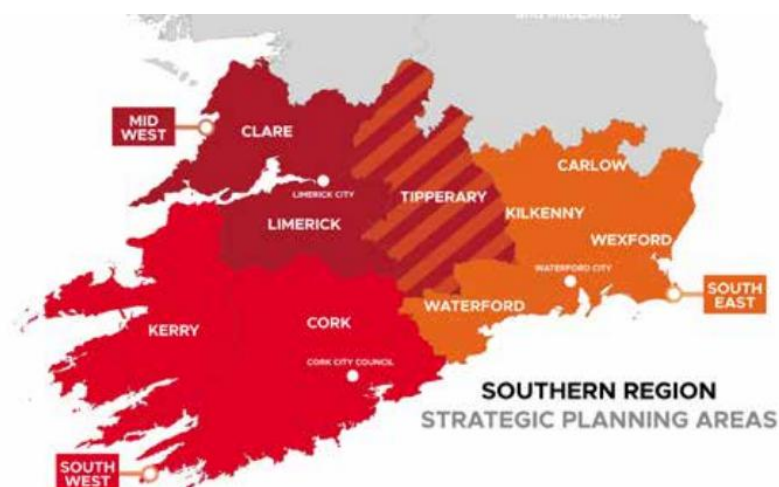 MID
WEST
CLARE
LIMERICK CITY
LIMERICK
TIPPERARY
CARLOW
KILKENNY
WEXFORD
WATERFORD CITY
WATERFORD
SOUTH
EAST
KERRY
CORK
CORK CITY COUNCIL
SOUTHERN REGION
STRATEGIC PLANNING AREAS
SOUTH
WEST